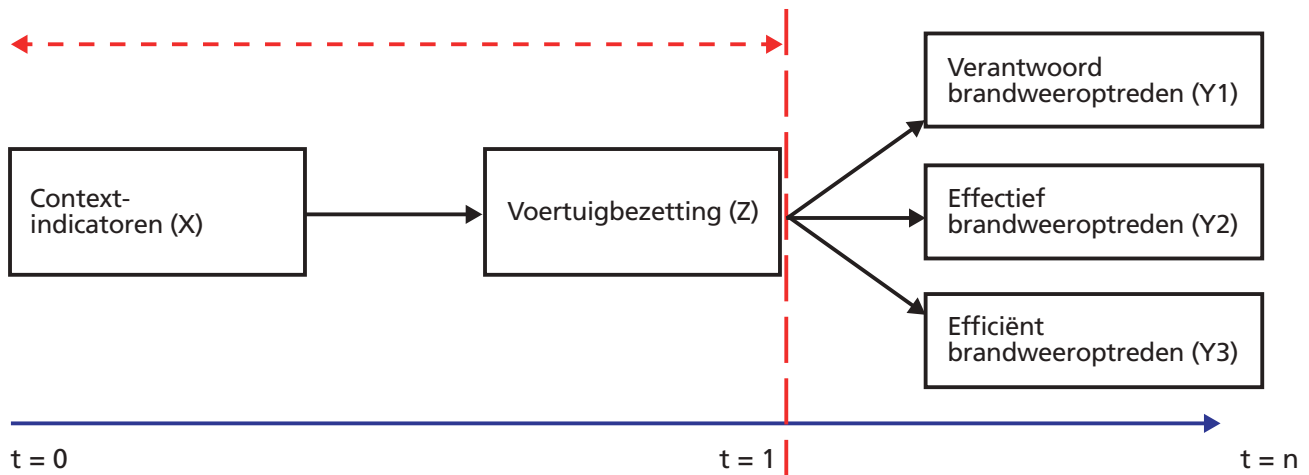 Verantwoord
brandweeroptreden (Y1)
Context-
indicatoren (X)
Voertuigbezetting (Z)
Effectief
brandweeroptreden (Y2)
Efficiënt
brandweeroptreden (Y3)
t = 0
t = 1
t = n